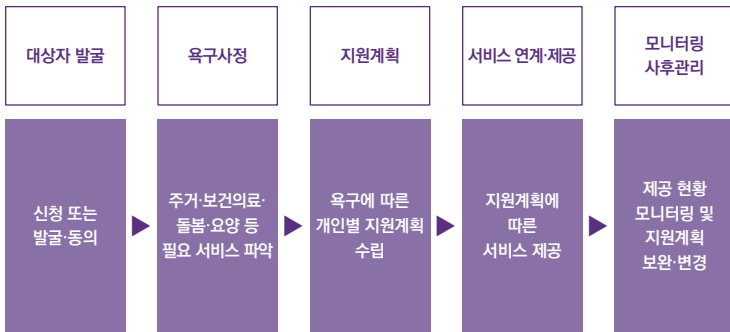 대상자 발굴
욕구사정
지원계획
서비스 연계·제공
모니터링
사후관리
신청 또는
발굴·동의
주거·보건의료·
돌봄·요양 등
필요 서비스 파악
욕구에 따른
개인별 지원계획
수립
지원계획에
따른
서비스 제공
제공 현황
모니터링 및
지원계획
보완·변경